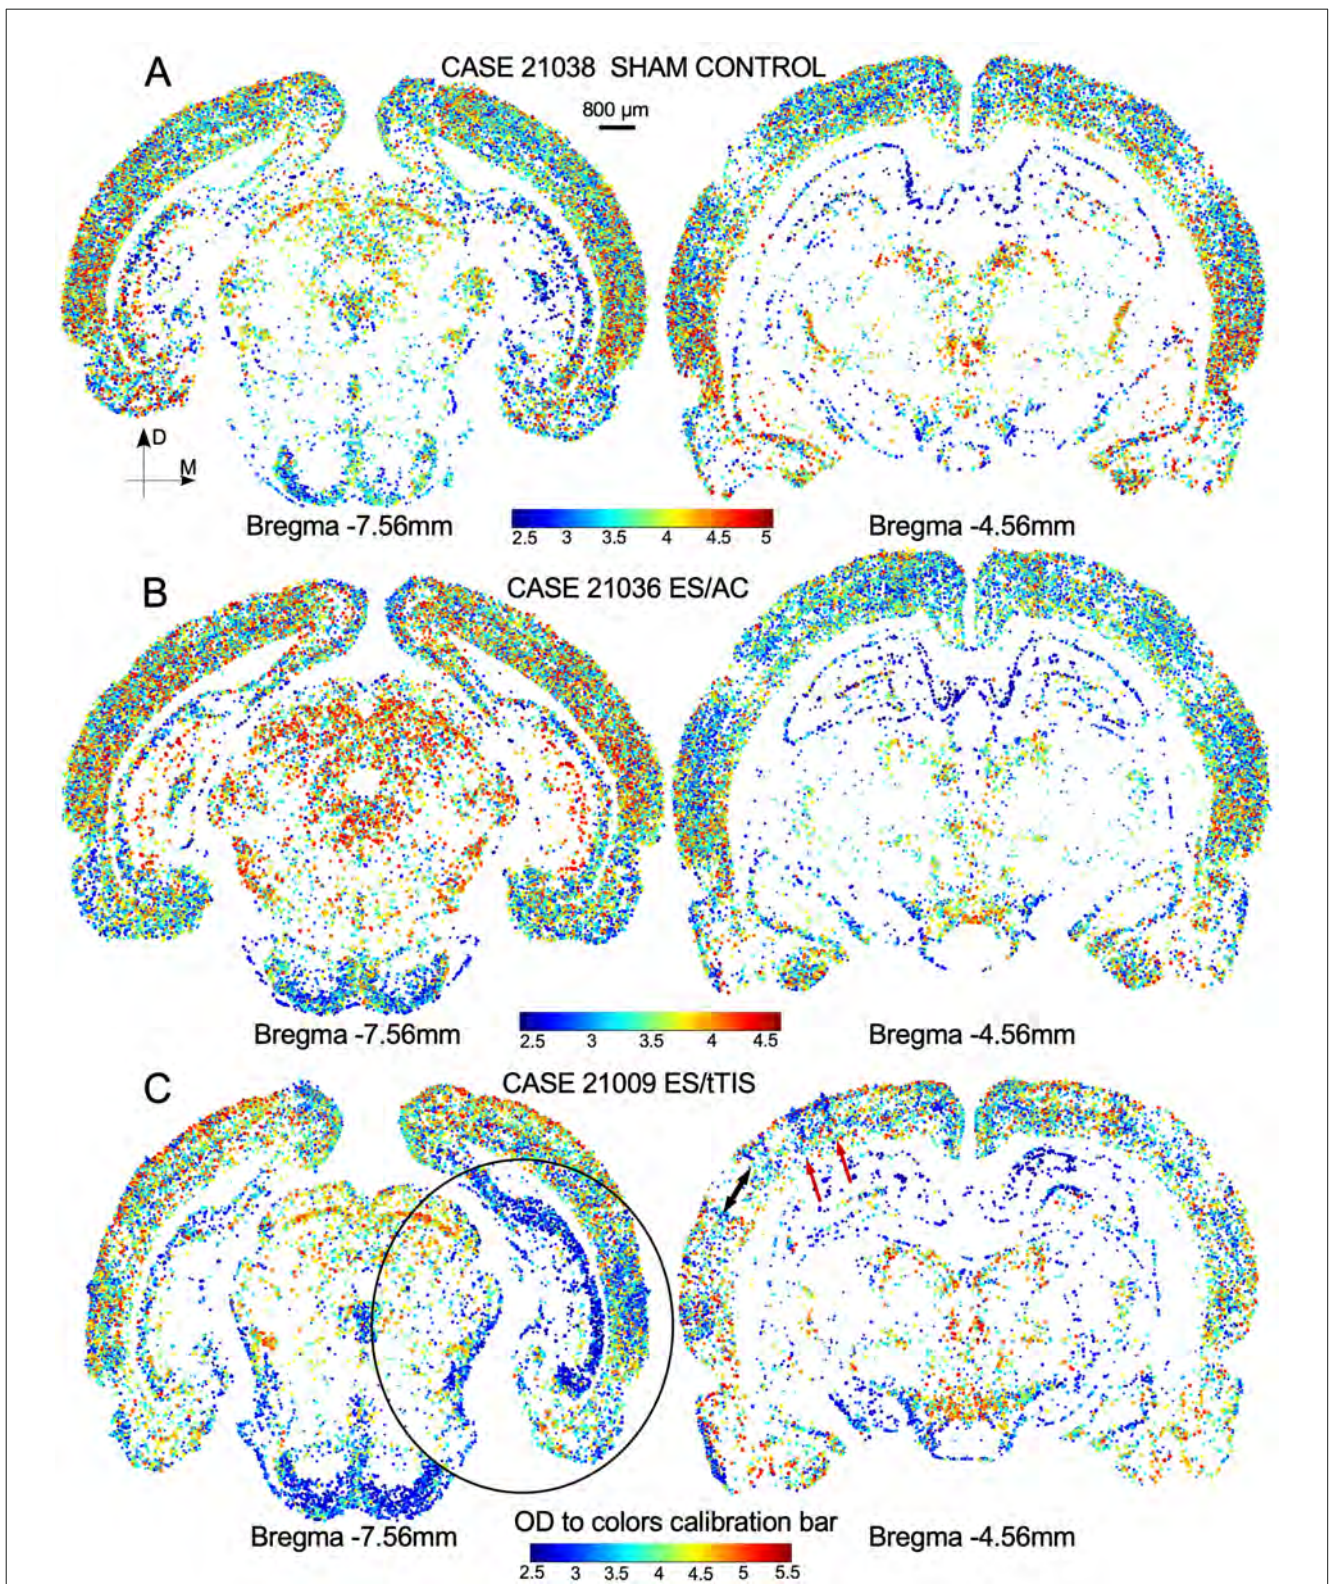 A
CASE 21038 SHAM CONTROL
800 µm
D
M
Bregma -7.56mm
Bregma -4.56mm
2.5 3 3.5 4 4.5 5
B
CASE 21036 ES/AC
Bregma -7.56mm
Bregma -4.56mm
2.5 3 3.5 4 4.5
C
CASE 21009 ES/tTIS
OD to colors calibration bar
Bregma -7.56mm
Bregma -4.56mm
2.5 3 3.5 4 4.5 5 5.5